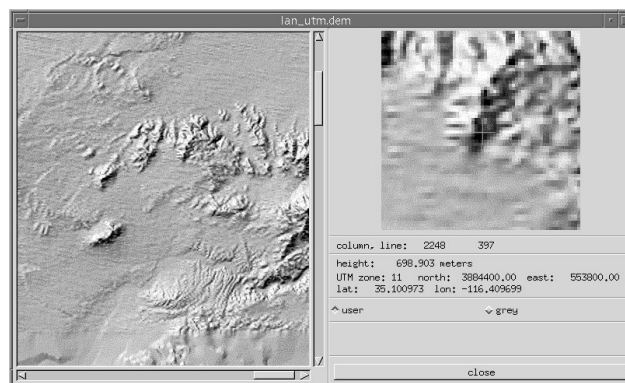 lan_utm.dem
column, line: 2248 397
height: 698.903 meters
UTM zone: 11 north: 3884400.00 east: 553800.00
lat: 35.100973 lon: -116.409699
user grey
close